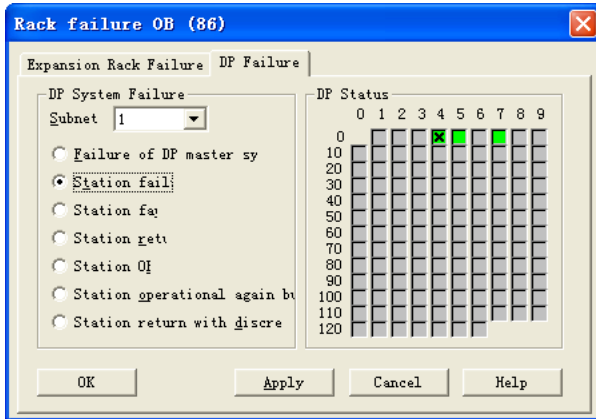 Rack failure OB (86)
Expansion Rack Failure DP Failure
DP System Failure
Subnet 1
Failure of DP master sy
Station fail
Station fa
Station retu
Station
Station operational again bu
Station return with discre
DP Status
0 1 2 3 4 5 6 7 8 9
0
10
20
30
40
50
60
70
80
90
100
110
120
OK Apply Cancel Help